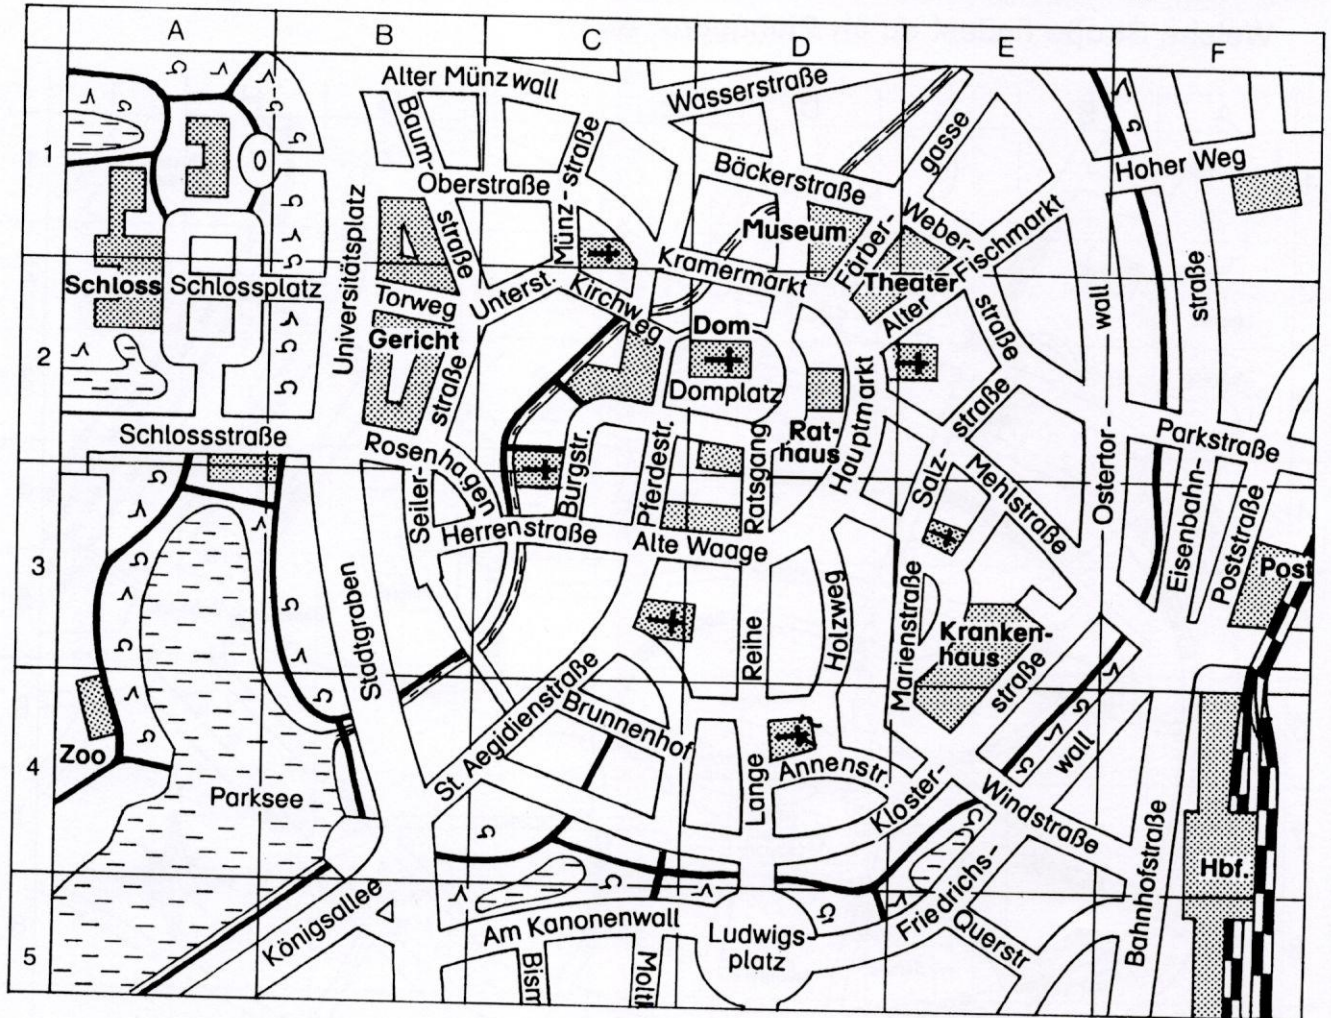 A B C D E F
1
2
3
4
5
Alter Münzwall
Wasserstraße
Baum-
straße
Oberstraße
Münz-straße
Bäckerstraße
gasse
Hoher Weg
Universitätsplatz
Museum
Färber-
Weber-
straße
Alter
Fischmarkt
Kramermarkt
Theater
Schloss
Schlossplatz
Torweg
Unterst.
Kirchweg
Gericht
straße
Dom
Domplatz
Rat-
haus
Hauptmarkt
Ostertor-
wall
straße
Schlossstraße
Rosenhagen
Seiler-
Burgstr.
Pferdestr.
Ratsgang
Salz-
straße
Mehlstraße
Parkstraße
Eisenbahn-
Poststraße
Post
Herrenstraße
Alte Waage
Stadtgraben
Holzweg
Marienstraße
Kranken-
haus
straße
Reihe
Lange
St. Aegidienstraße
Brunnenhof
Annenstr.
Kloster-
wall
Windstraße
Zoo
Parksee
Bahnhofstraße
Hbf.
Königsallee
Am Kanonenwall
Ludwigs-
platz
Friedrichs-
Querstr
Bism
Moltk